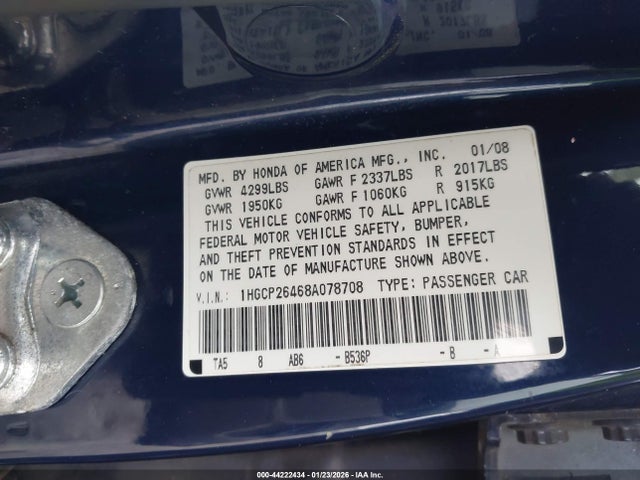 MFD. BY HONDA OF AMERICA MFG., INC. 01/08
GVWR 4299LBS GAWR F 2337LBS R 2017LBS
GVWR 1950KG GAWR F 1060KG R 915KG
THIS VEHICLE CONFORMS TO ALL APPLICABLE
FEDERAL MOTOR VEHICLE SAFETY, BUMPER,
AND THEFT PREVENTION STANDARDS IN EFFECT
ON THE DATE OF MANUFACTURE SHOWN ABOVE.
V.I.N.: 1HGCP26468A078708 TYPE: PASSENGER CAR
TA5 8 AB6 -B536P -B -A
000-44222434 | 01/23/2026 | IAA Inc.